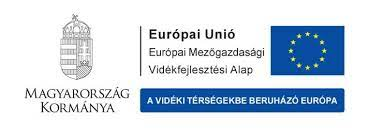 MAGYARORSZÁG
KORMÁNYA
Európai Unió
Európai Mezőgazdasági
Vidékfejlesztési Alap
A VIDÉKI TÉRSÉGEKBE BERUHÁZÓ EURÓPA